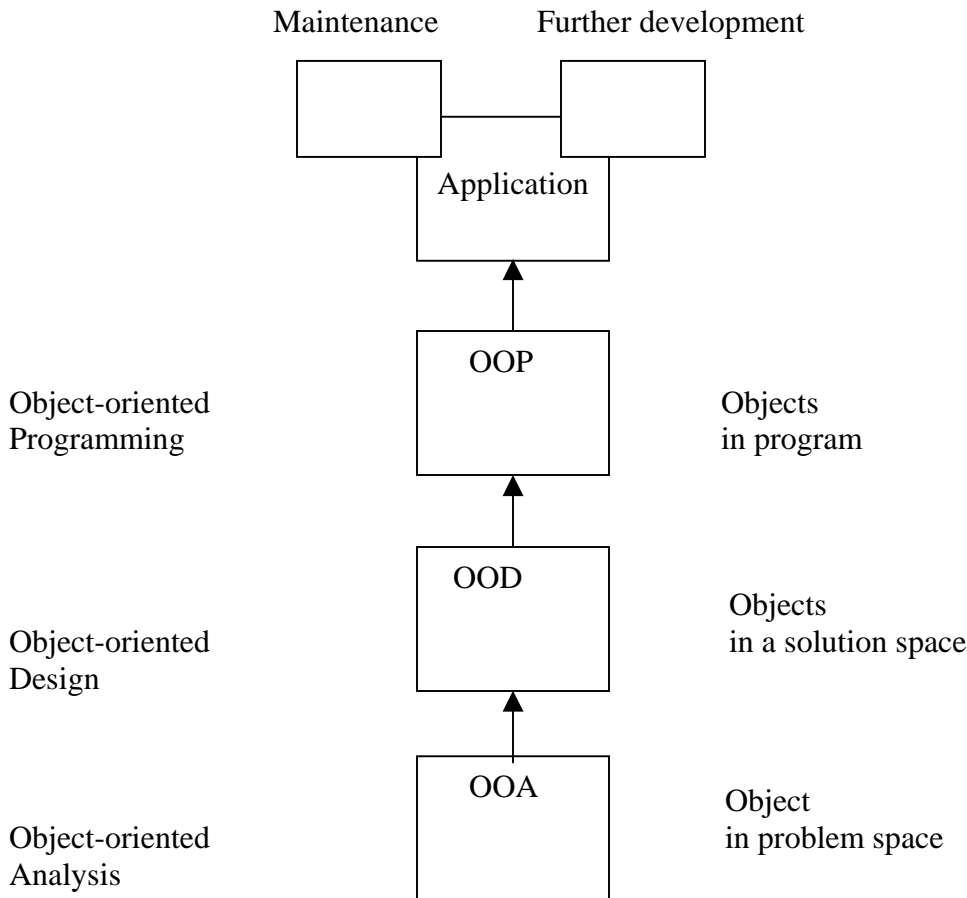 Maintenance Further development
Application
OOP
Object-oriented
Programming
Objects
in program
OOD
Object-oriented
Design
Objects
in a solution space
OOA
Object-oriented
Analysis
Object
in problem space